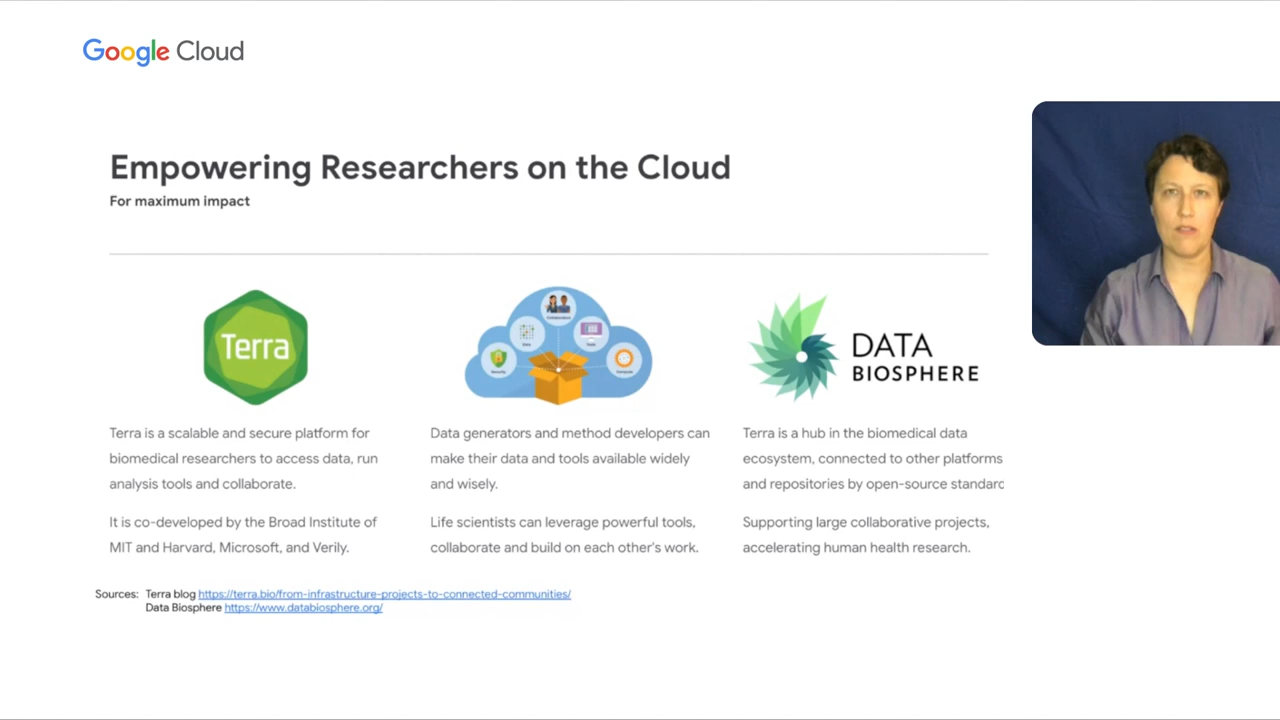 Google Cloud
Empowering Researchers on the Cloud
For maximum impact
Terra
Collaborators
Data
Tools
Security
Compute
DATA
BIOSPHERE
Terra is a scalable and secure platform for
biomedical researchers to access data, run
analysis tools and collaborate.
It is co-developed by the Broad Institute of
MIT and Harvard, Microsoft, and Verily.
Data generators and method developers can
make their data and tools available widely
and wisely.
Life scientists can leverage powerful tools,
collaborate and build on each other's work.
Terra is a hub in the biomedical data
ecosystem, connected to other platforms
and repositories by open-source standarc
Supporting large collaborative projects,
accelerating human health research.
Sources: Terra blog https://terra.bio/from-infrastructure-projects-to-connected-communities/
Data Biosphere https://www.databiosphere.org/